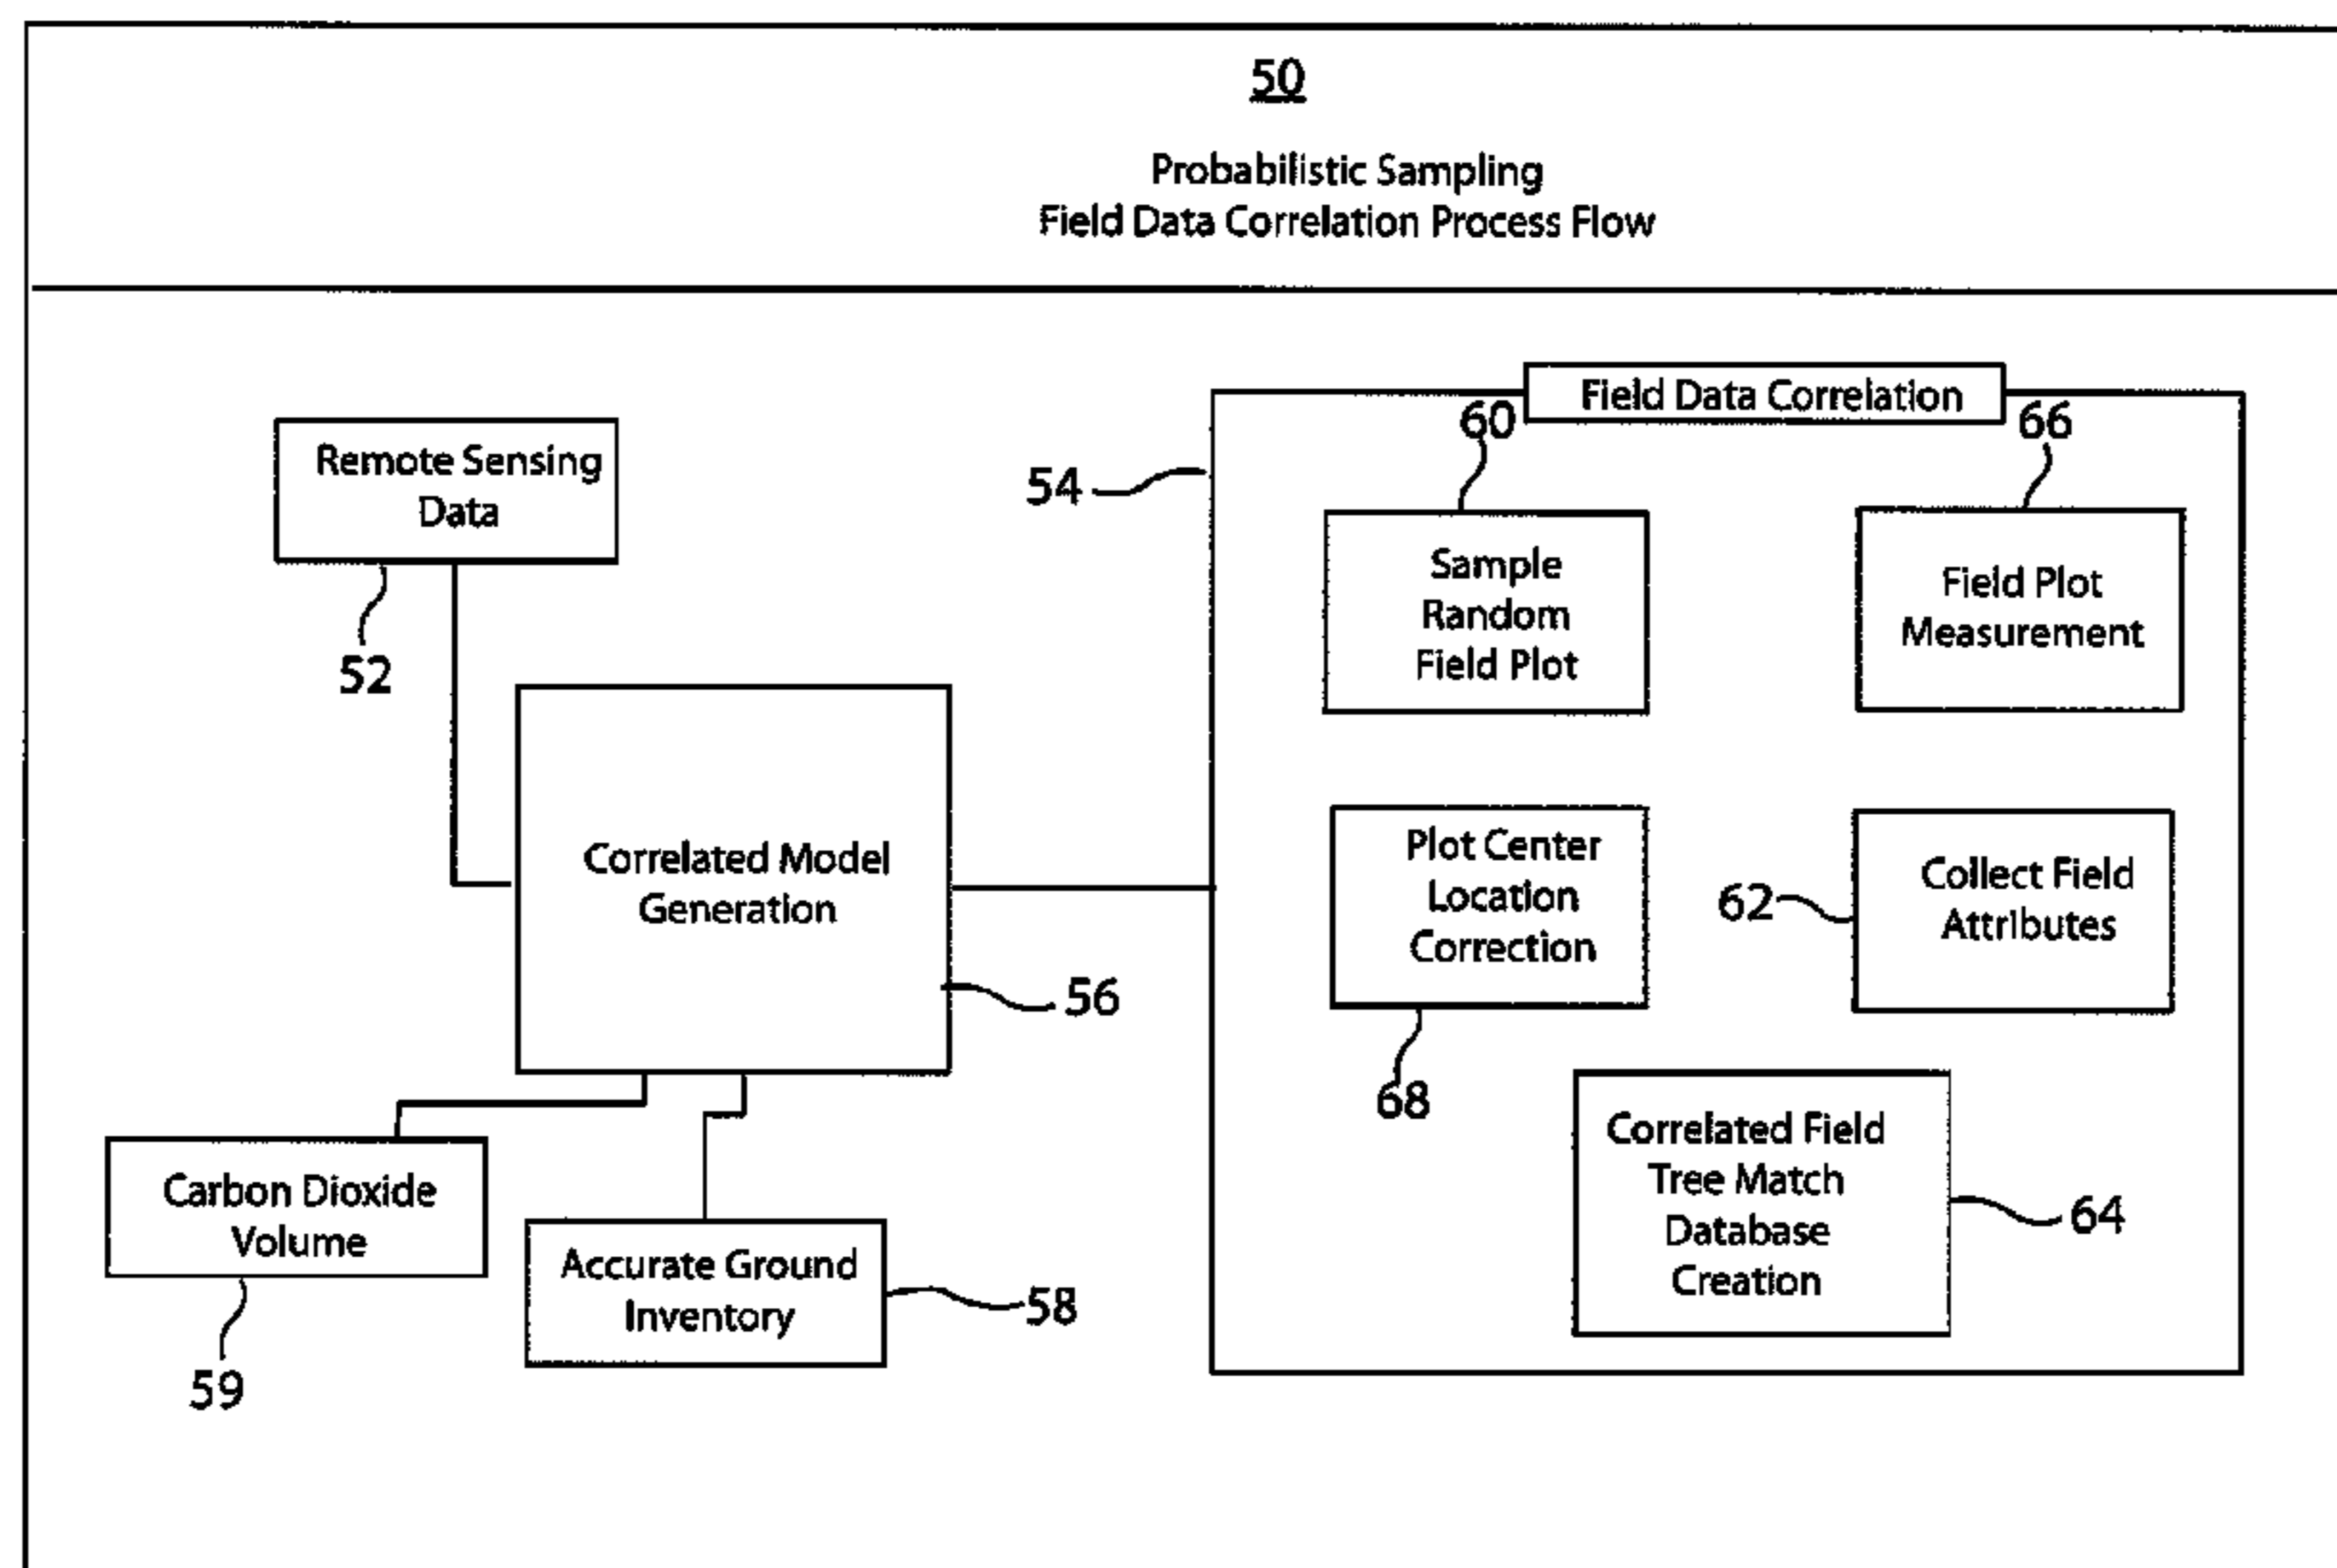 50
Probabilistic Sampling
Field Data Correlation Process Flow
Remote Sensing
Data
52
Correlated Model
Generation
56
Carbon Dioxide
Volume
59
Accurate Ground
Inventory
58
Field Data Correlation
54
60
Sample
Random
Field Plot
66
Field Plot
Measurement
Plot Center
Location
Correction
68
62
Collect Field
Attributes
Correlated Field
Tree Match
Database
Creation
64